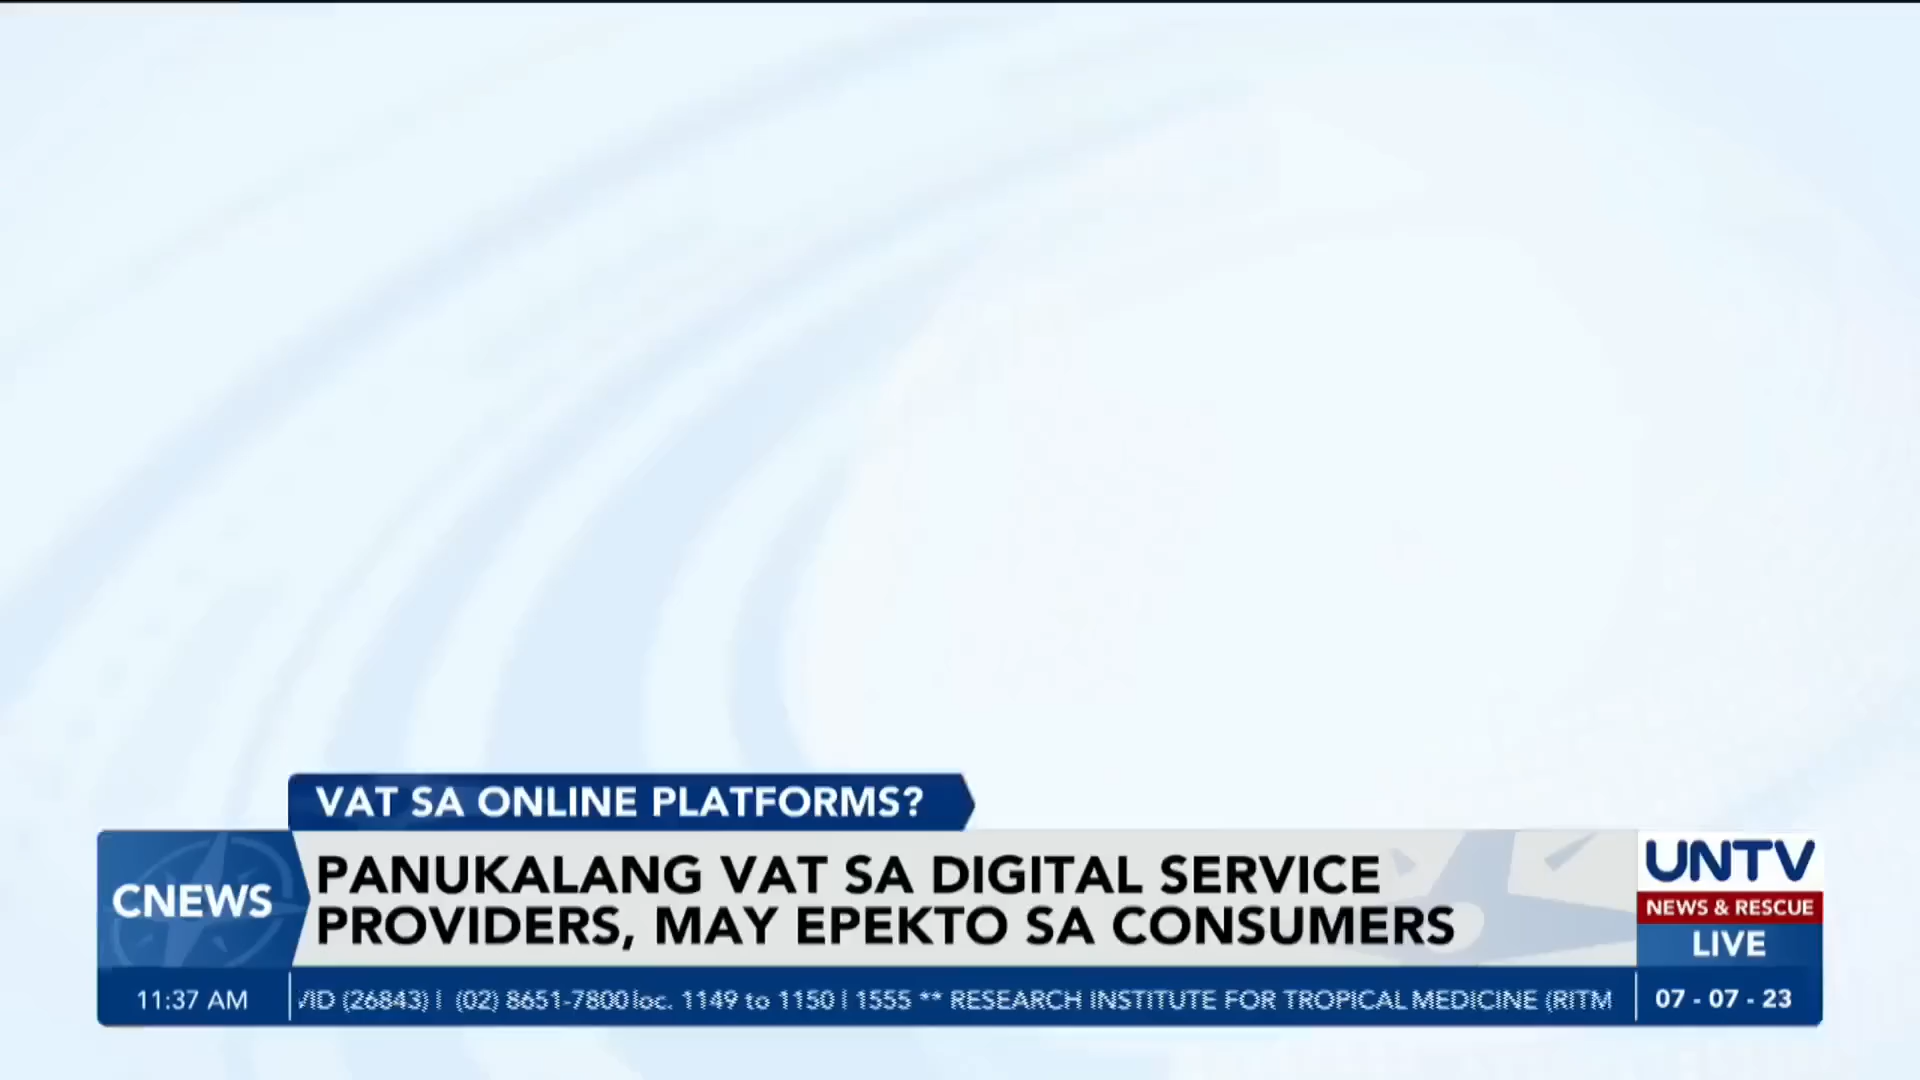 VAT SA ONLINE PLATFORMS?
CNEWS
PANUKALANG VAT SA DIGITAL SERVICE
PROVIDERS, MAY EPEKTO SA CONSUMERS
UNTV
NEWS & RESCUE
LIVE
11:37 AM
(26843) | (02) 8651-7800 loc. 1149 to 1150 | 1555 ** RESEARCH INSTITUTE FOR TROPICAL MEDICINE (RITM
07 - 07 - 23